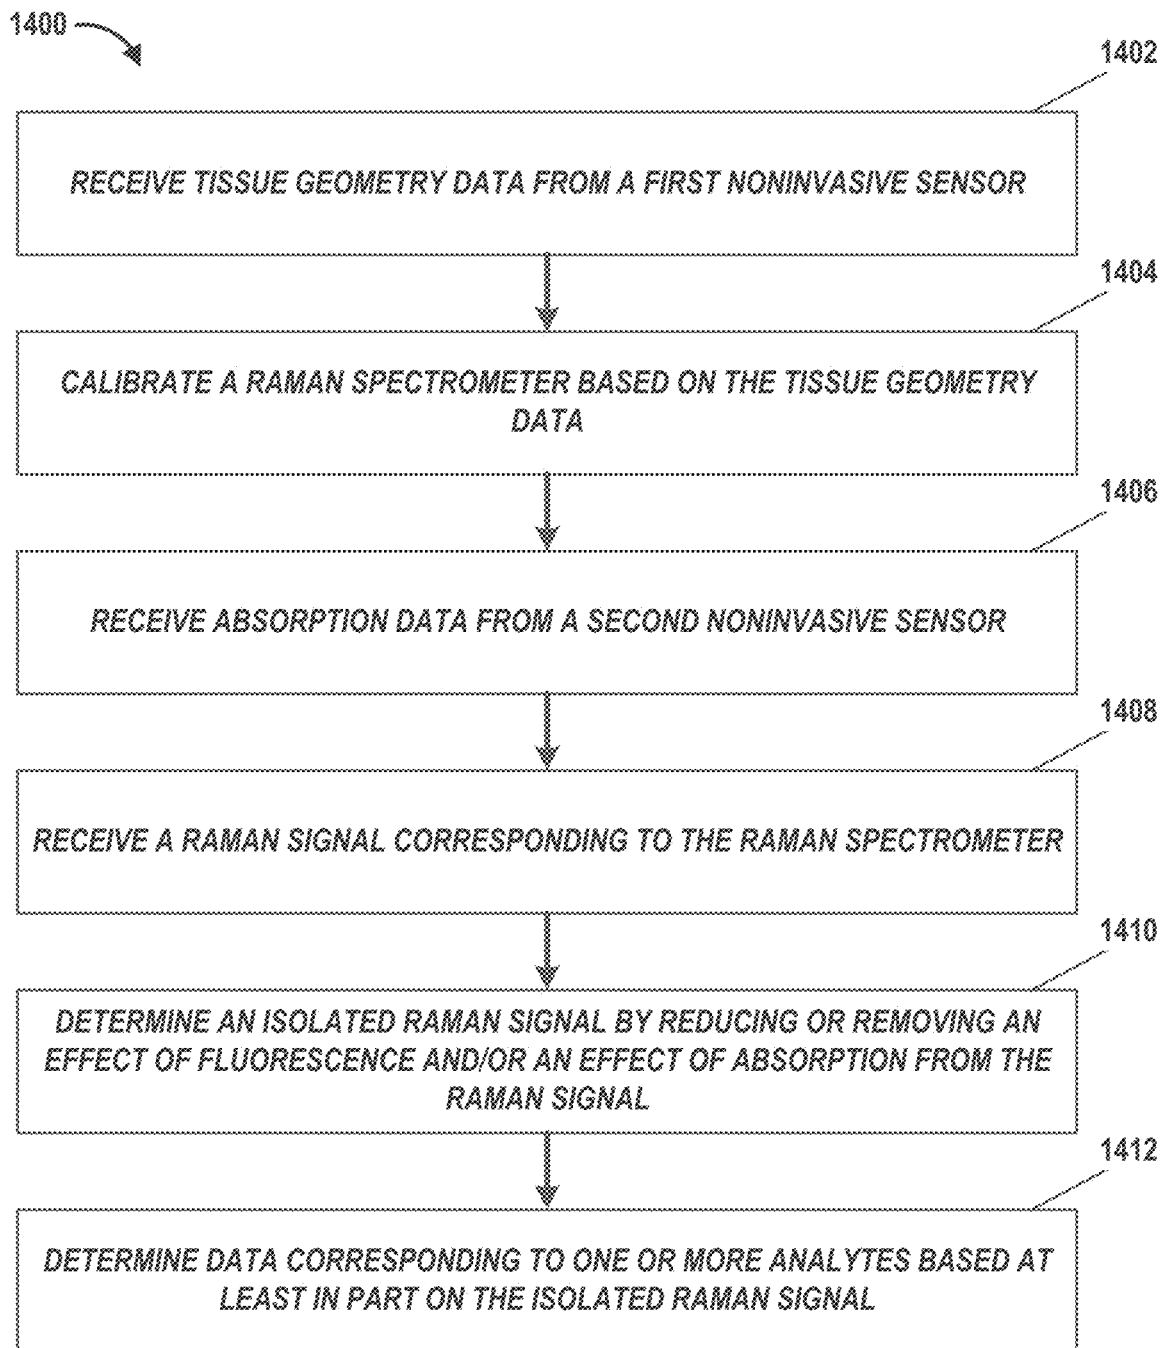 1400
1402
RECEIVE TISSUE GEOMETRY DATA FROM A FIRST NONINVASIVE SENSOR
1404
CALIBRATE A RAMAN SPECTROMETER BASED ON THE TISSUE GEOMETRY
DATA
1406
RECEIVE ABSORPTION DATA FROM A SECOND NONINVASIVE SENSOR
1408
RECEIVE A RAMAN SIGNAL CORRESPONDING TO THE RAMAN SPECTROMETER
1410
DETERMINE AN ISOLATED RAMAN SIGNAL BY REDUCING OR REMOVING AN
EFFECT OF FLUORESCENCE AND/OR AN EFFECT OF ABSORPTION FROM THE
RAMAN SIGNAL
1412
DETERMINE DATA CORRESPONDING TO ONE OR MORE ANALYTES BASED AT
LEAST IN PART ON THE ISOLATED RAMAN SIGNAL